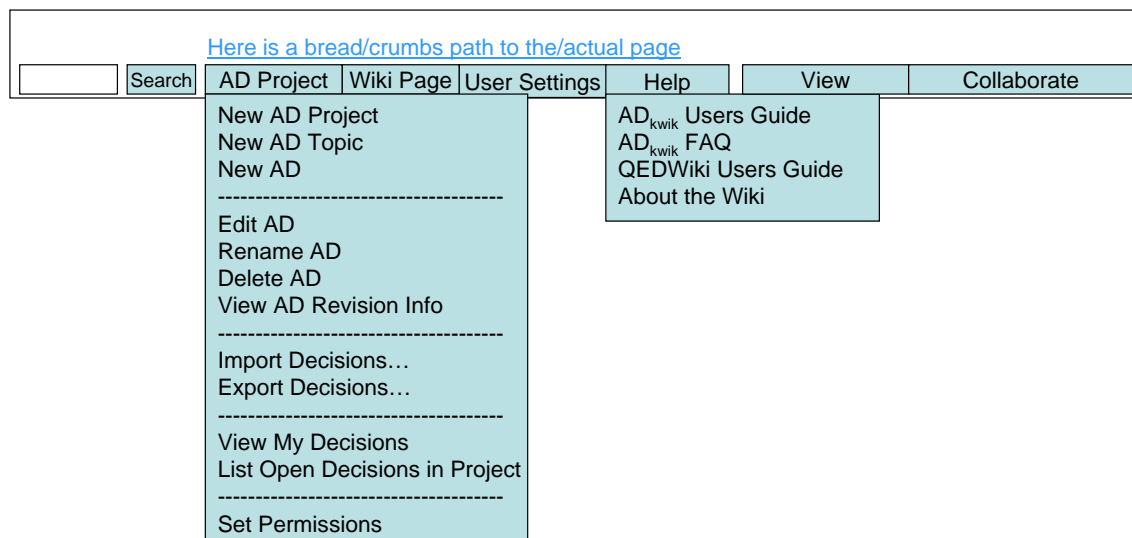 Here is a bread/crumbs path to the/actual page
Search AD Project Wiki Page User Settings Help View Collaborate
New AD Project
New AD Topic
New AD
--------------------------------------
Edit AD
Rename AD
Delete AD
View AD Revision Info
--------------------------------------
Import Decisions…
Export Decisions…
--------------------------------------
View My Decisions
List Open Decisions in Project
--------------------------------------
Set Permissions
ADkwik Users Guide
ADkwik FAQ
QEDWiki Users Guide
About the Wiki